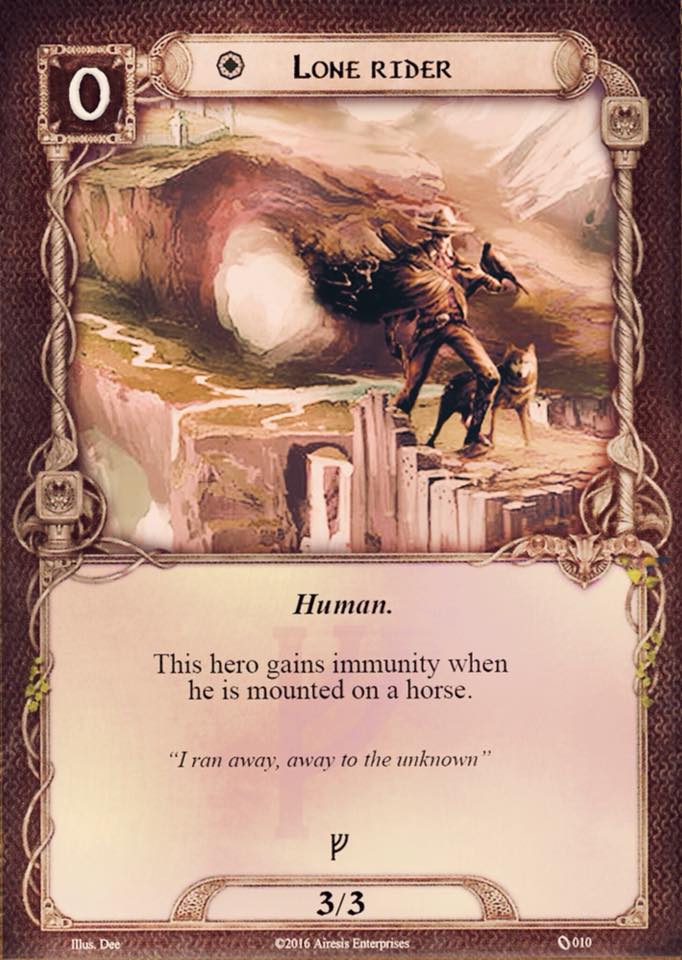 0
Lone rider
Human.
This hero gains immunity when
he is mounted on a horse.
“I ran away, away to the unknown”
ᚠ
3/3
Illus. Dee
©2016 Airesis Enterprises
010